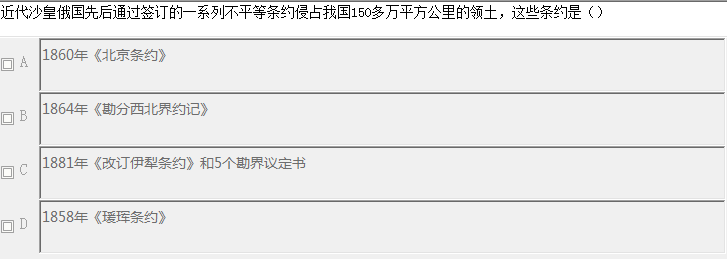 近代沙皇俄国先后通过签订的一系列不平等条约侵占我国150多万平方公里的领土，这些条约是（）
A 1860年《北京条约》
B 1864年《勘分西北界约记》
C 1881年《改订伊犁条约》和5个勘界议定书
D 1858年《瑷珲条约》